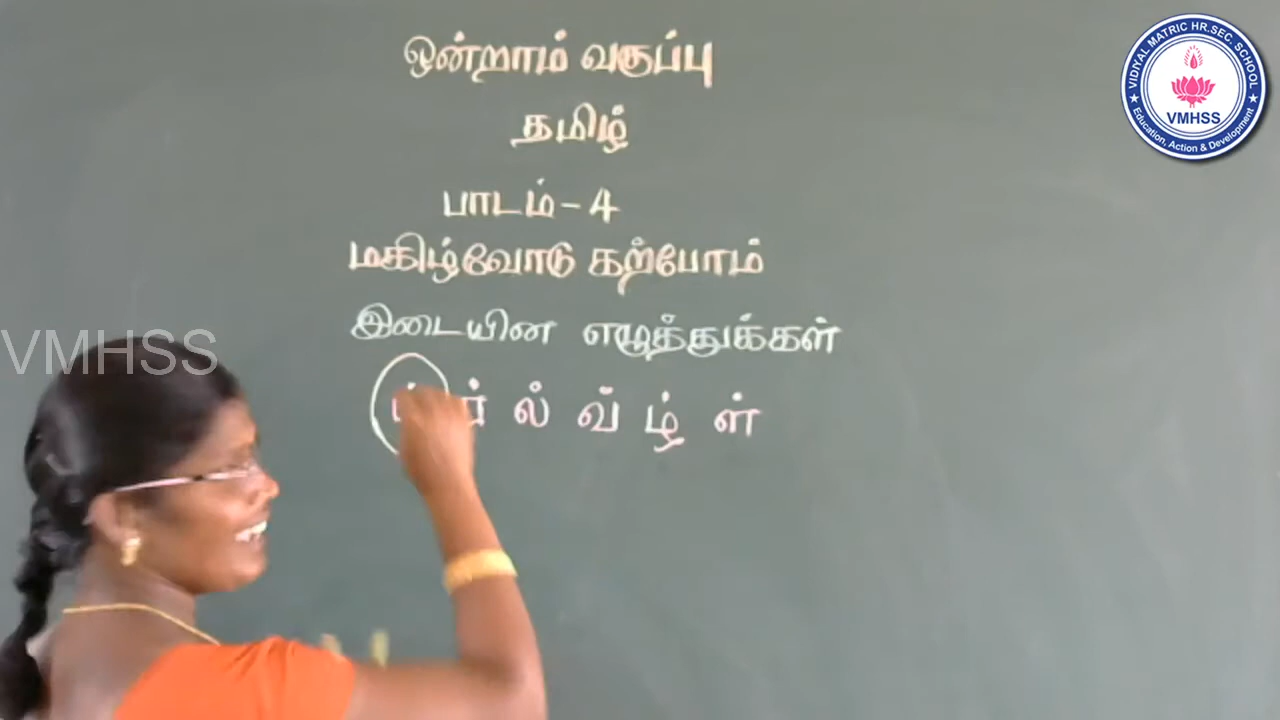 ஒன்றாம் வகுப்பு
தமிழ்
பாடம் - 4
மகிழ்வோடு கற்போம்
இடையின எழுத்துக்கள்
ர் ல் வ் ழ் ள்
VMHSS
VIDIYAL MATRIC HR.SEC. SCHOOL
VMHSS
★ Education, Action & Development ★